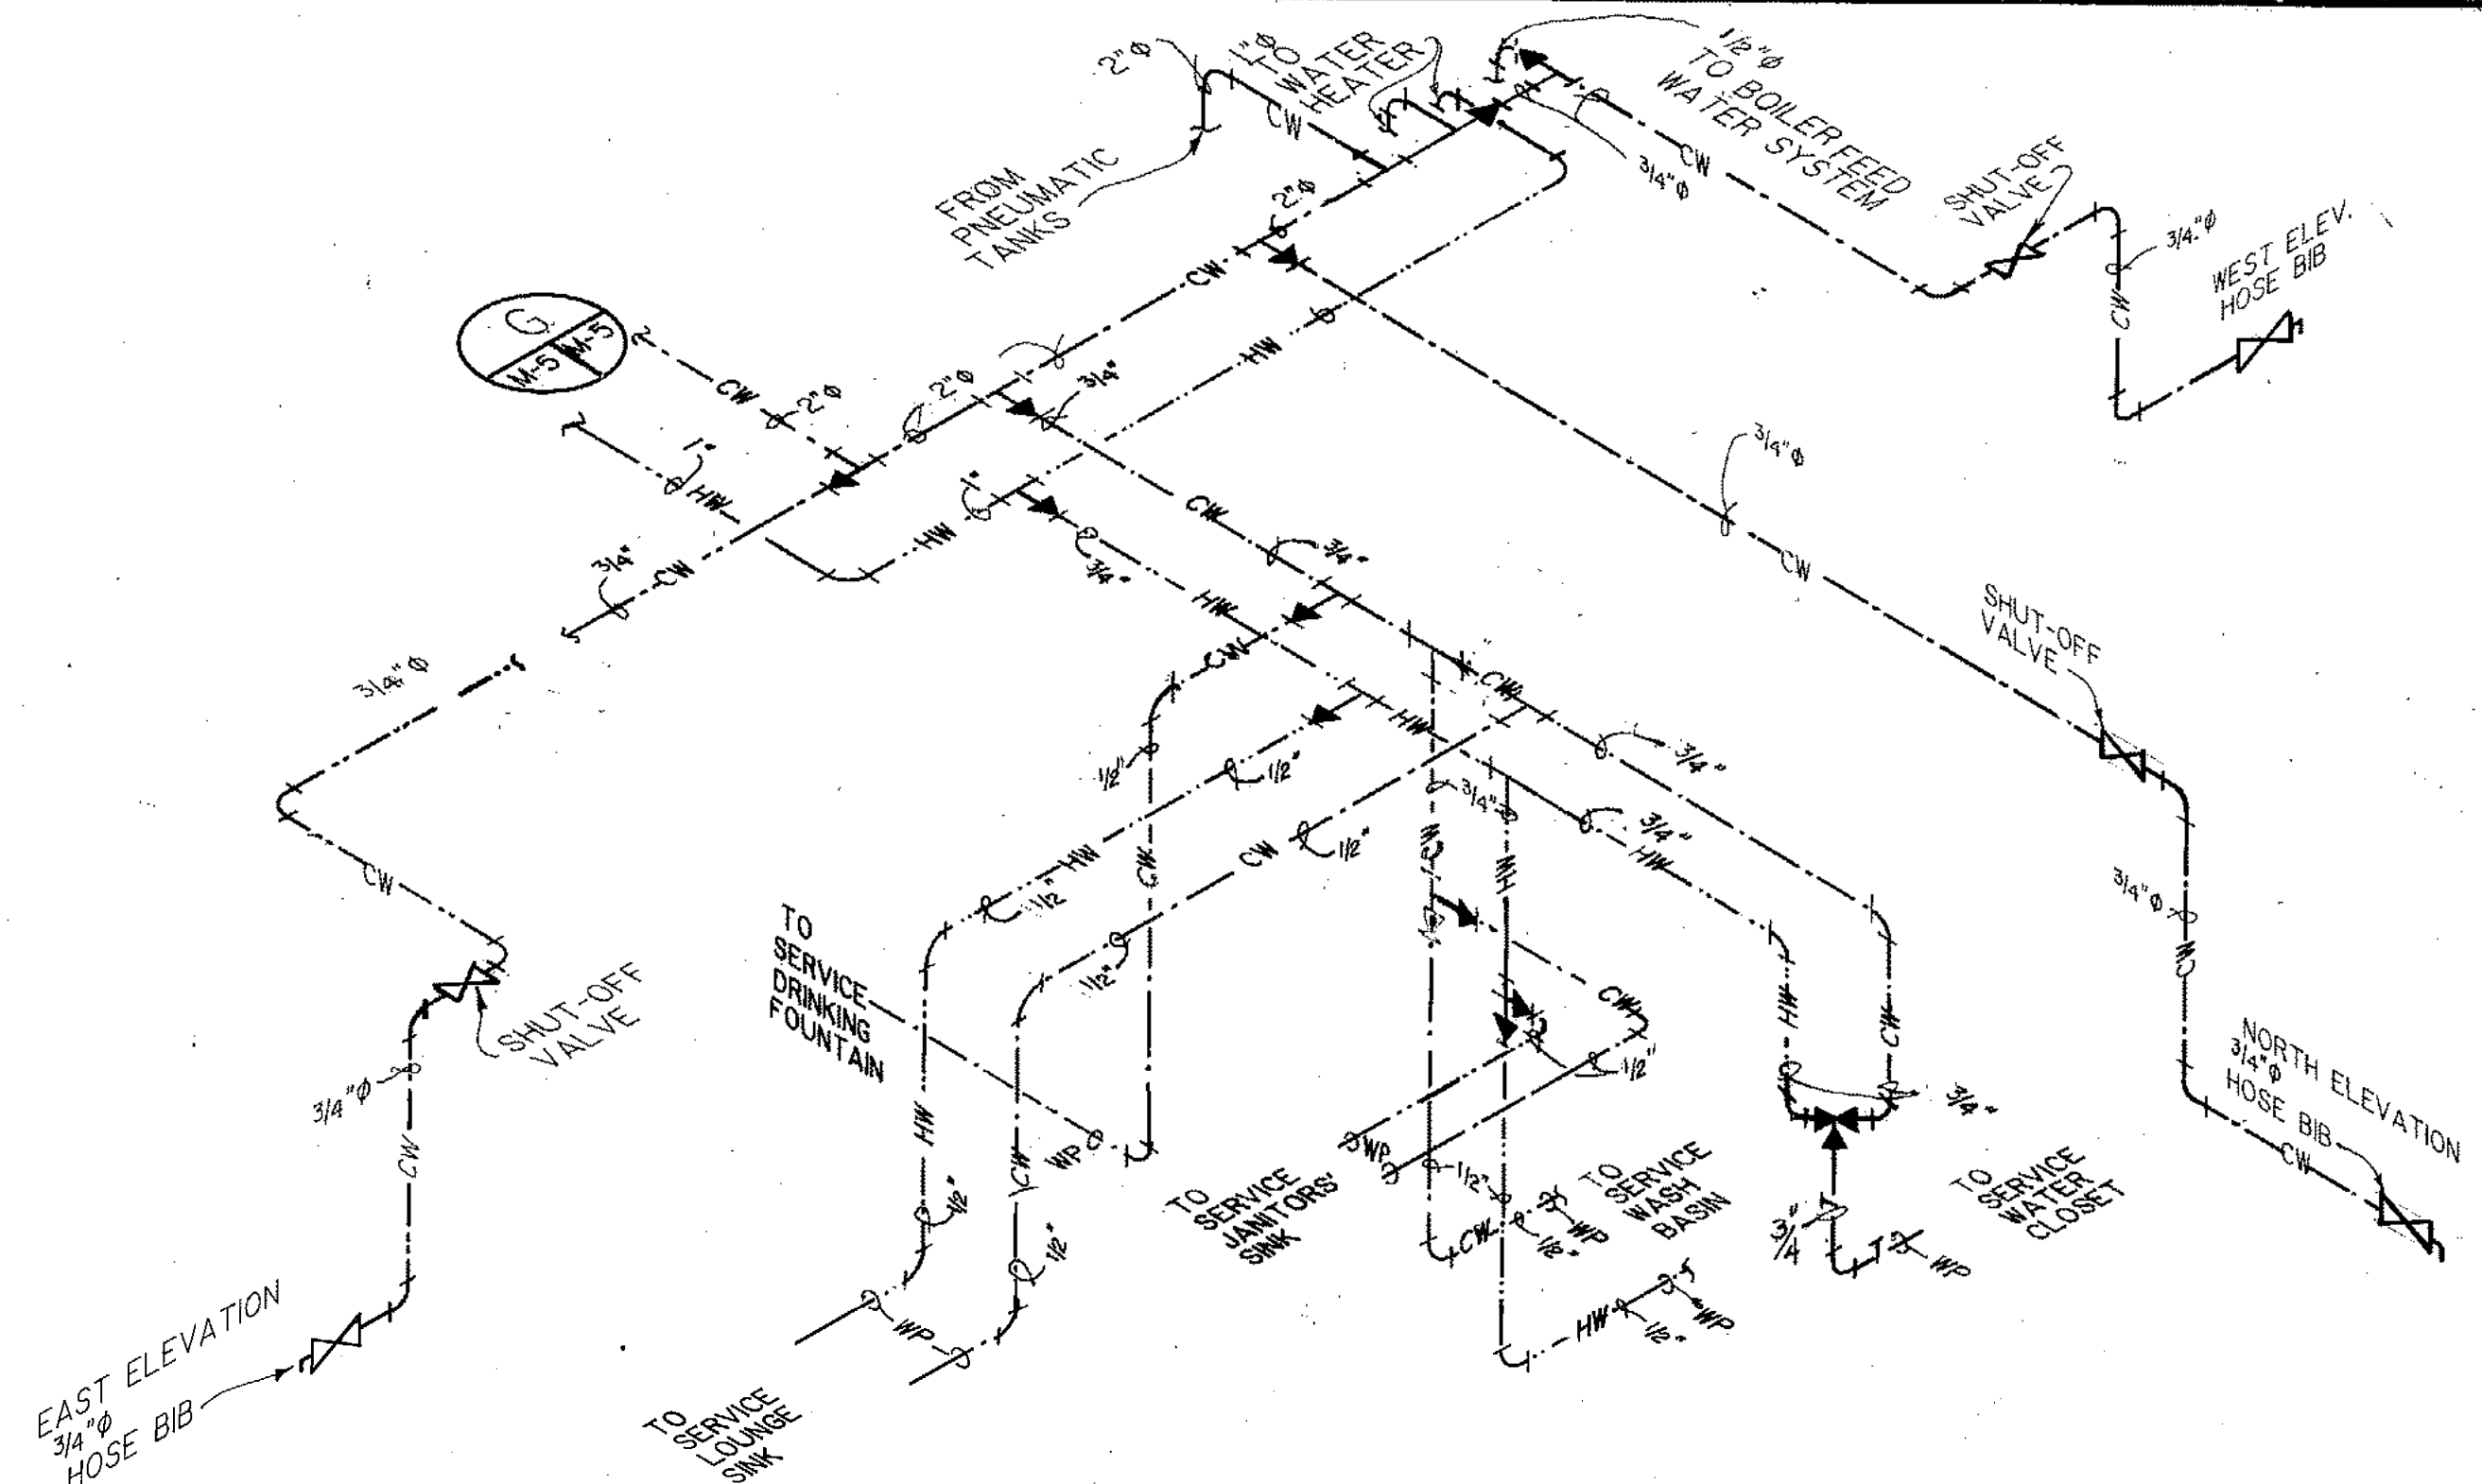 2"Φ
1"Φ
TO
WATER
HEATER
1/2"Φ
TO BOILER FEED
WATER SYSTEM
CW
FROM
PNEUMATIC
TANKS
2"Φ
3/4"Φ
CW
SHUT-OFF
VALVE
3/4"Φ
WEST ELEV.
HOSE BIB
CW
CW
HW
G
M-5
M-5
CW
2"Φ
2"Φ
3/4"
1"
HW
1"
HW
CW
3/4"
CW
3/4"
3/4"
HW
3/4"Φ
CW
SHUT-OFF
VALVE
3/4"Φ
CW
CW
HW
1/2"
1/2"
3/4"
3/4"
3/4"
HW
CW
1/2"
CW
HW
CW
HW
1/2"
1/2"
CW
SHUT-OFF
VALVE
3/4"Φ
CW
TO
SERVICE
DRINKING
FOUNTAIN
HW
CW
WP
1/2"
1/2"
WP
CW
1/2"
WP
TO
SERVICE
JANITORS'
SINK
1/2"
CW
1/2"
WP
TO
SERVICE
WASH
BASIN
HW
1/2"
WP
HW
CW
3/4"
3/4"
WP
TO
SERVICE
WATER
CLOSET
3/4"Φ
CW
NORTH ELEVATION
3/4"Φ
HOSE BIB
CW
EAST ELEVATION
3/4"Φ
HOSE BIB
TO
SERVICE
LOUNGE
SINK